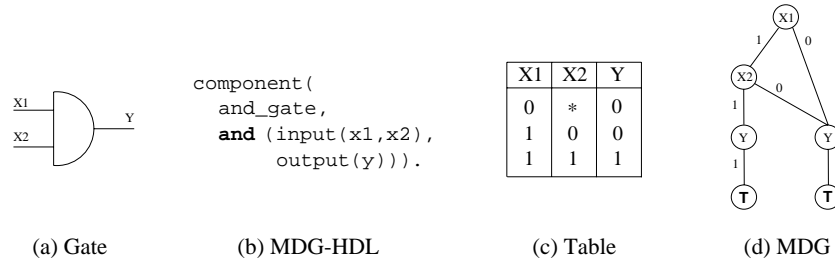 X1
X2
Y
(a) Gate
component(
and_gate,
and (input(x1,x2),
output(y))).
(b) MDG-HDL
X1 X2 Y
0 * 0
1 0 0
1 1 1
(c) Table
X1
1 0
X2
0
1
Y Y
1
T T
(d) MDG